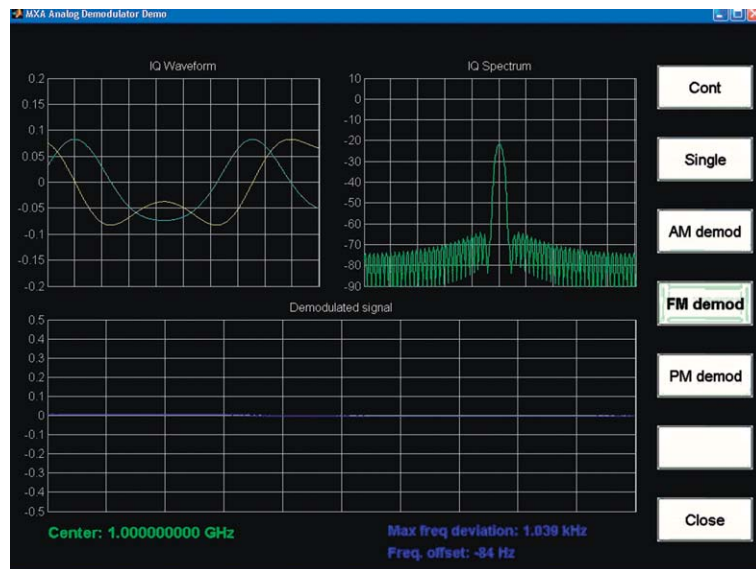 MXA Analog Demodulator Demo
IQ Waveform
0.2
0.15
0.1
0.05
0
-0.05
-0.1
-0.15
-0.2
IQ Spectrum
10
0
-10
-20
-30
-40
-50
-60
-70
-80
-90
Demodulated signal
0.5
0.4
0.3
0.2
0.1
0
-0.1
-0.2
-0.3
-0.4
-0.5
Center: 1.000000000 GHz
Max freq deviation: 1.039 kHz
Freq. offset: -84 Hz
Cont
Single
AM demod
FM demod
PM demod
Close